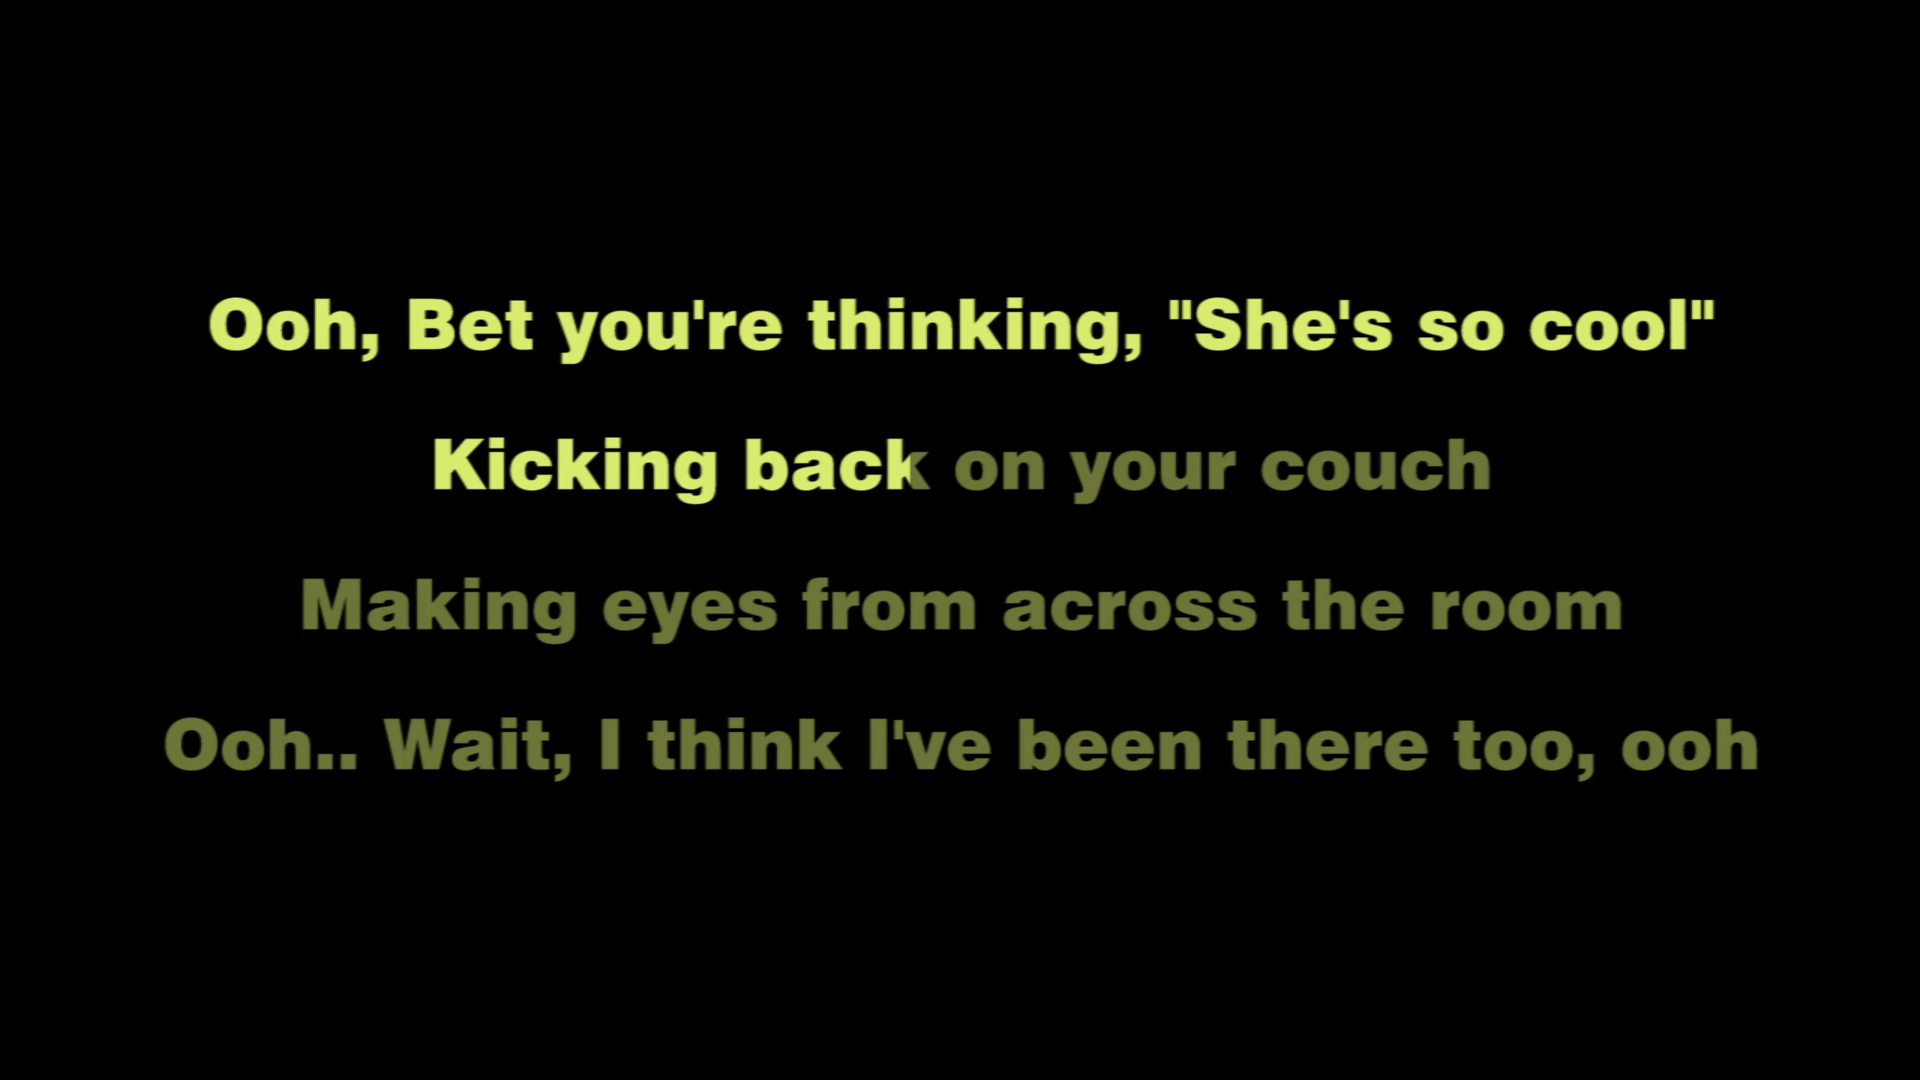 Ooh, Bet you're thinking, "She's so cool"
Kicking back on your couch
Making eyes from across the room
Ooh.. Wait, I think I've been there too, ooh